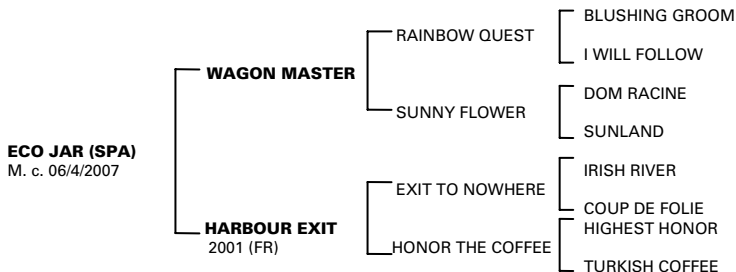 BLUSHING GROOM
RAINBOW QUEST
I WILL FOLLOW
WAGON MASTER
DOM RACINE
SUNNY FLOWER
SUNLAND
ECO JAR (SPA)
M. c. 06/4/2007
IRISH RIVER
EXIT TO NOWHERE
COUP DE FOLIE
HARBOUR EXIT
2001 (FR)
HIGHEST HONOR
HONOR THE COFFEE
TURKISH COFFEE